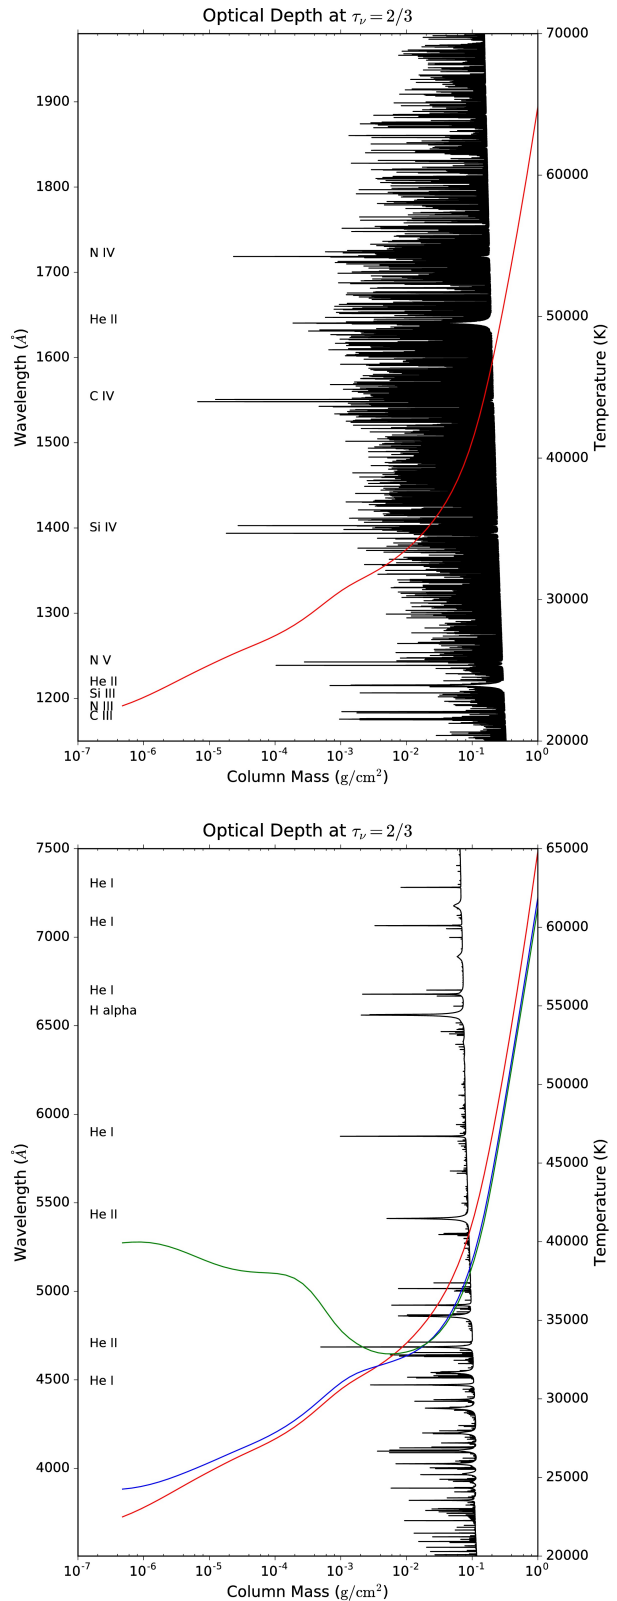 Optical Depth at τν = 2/3
70000
1900
1800
60000
N IV
1700
He II
50000
1600
C IV
1500
40000
Si IV
1400
1300
30000
N V
He II
Si III
1200
N III
C III
20000
Wavelength (Å)
Temperature (K)
10⁻⁷ 10⁻⁶ 10⁻⁵ 10⁻⁴ 10⁻³ 10⁻² 10⁻¹ 10⁰
Column Mass (g/cm²)
Optical Depth at τν = 2/3
7500 65000
He I
60000
He I
7000
He I
55000
H alpha
6500
50000
6000
He I
45000
5500
He II
40000
5000
35000
He II
4500
He I
30000
4000
25000
20000
Wavelength (Å)
Temperature (K)
10⁻⁷ 10⁻⁶ 10⁻⁵ 10⁻⁴ 10⁻³ 10⁻² 10⁻¹ 10⁰
Column Mass (g/cm²)